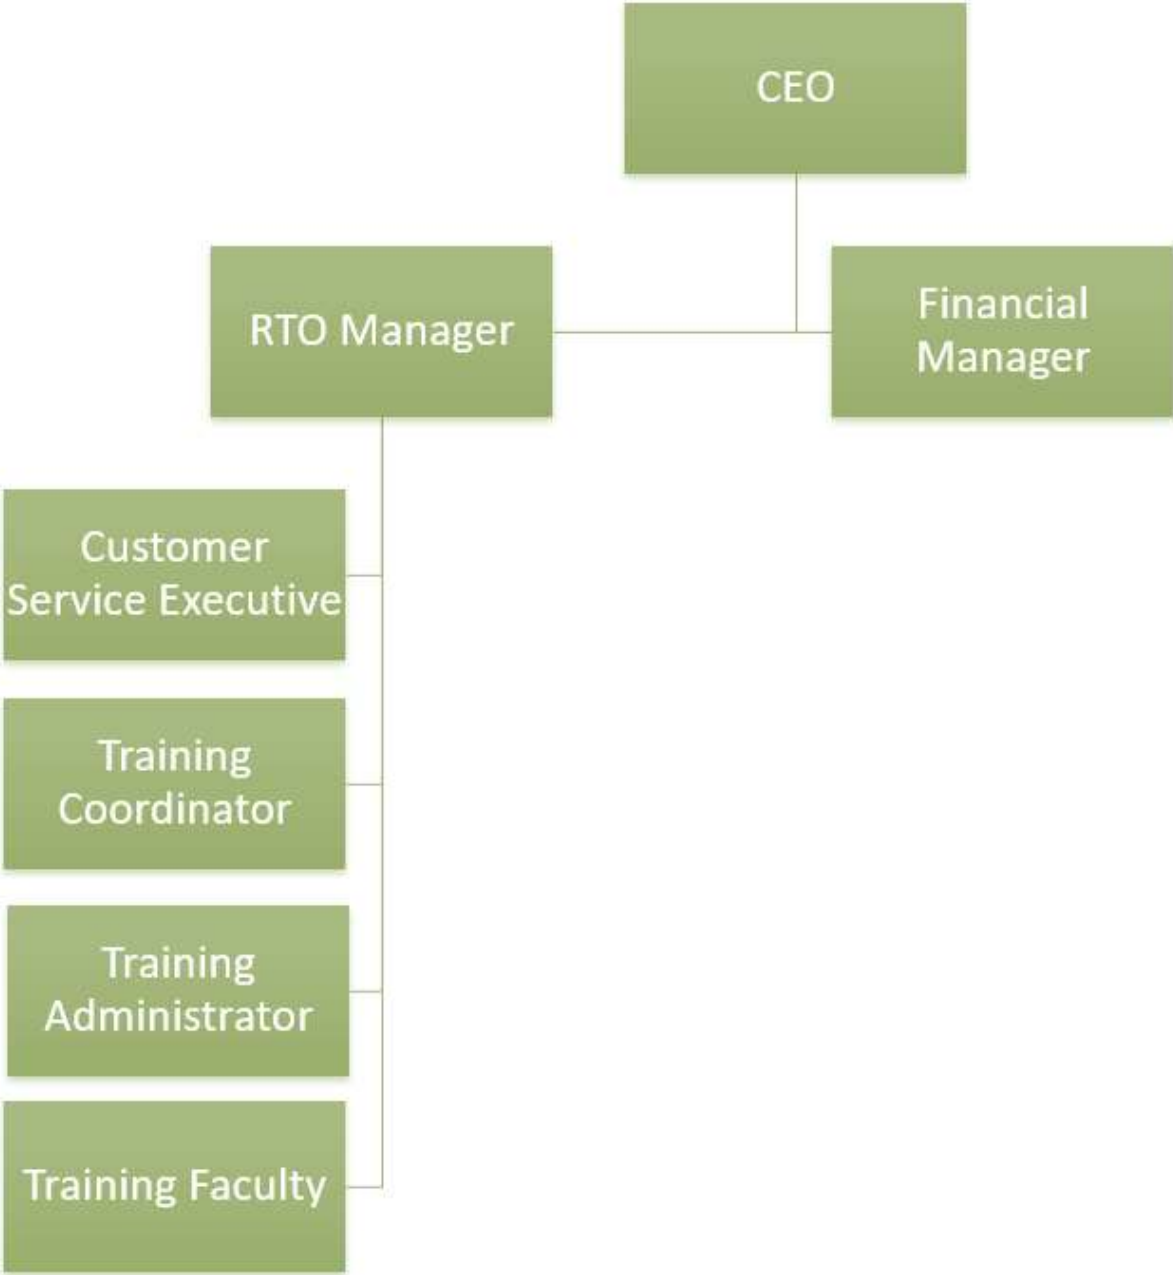 CEO
RTO Manager
Financial
Manager
Customer
Service Executive
Training
Coordinator
Training
Administrator
Training Faculty